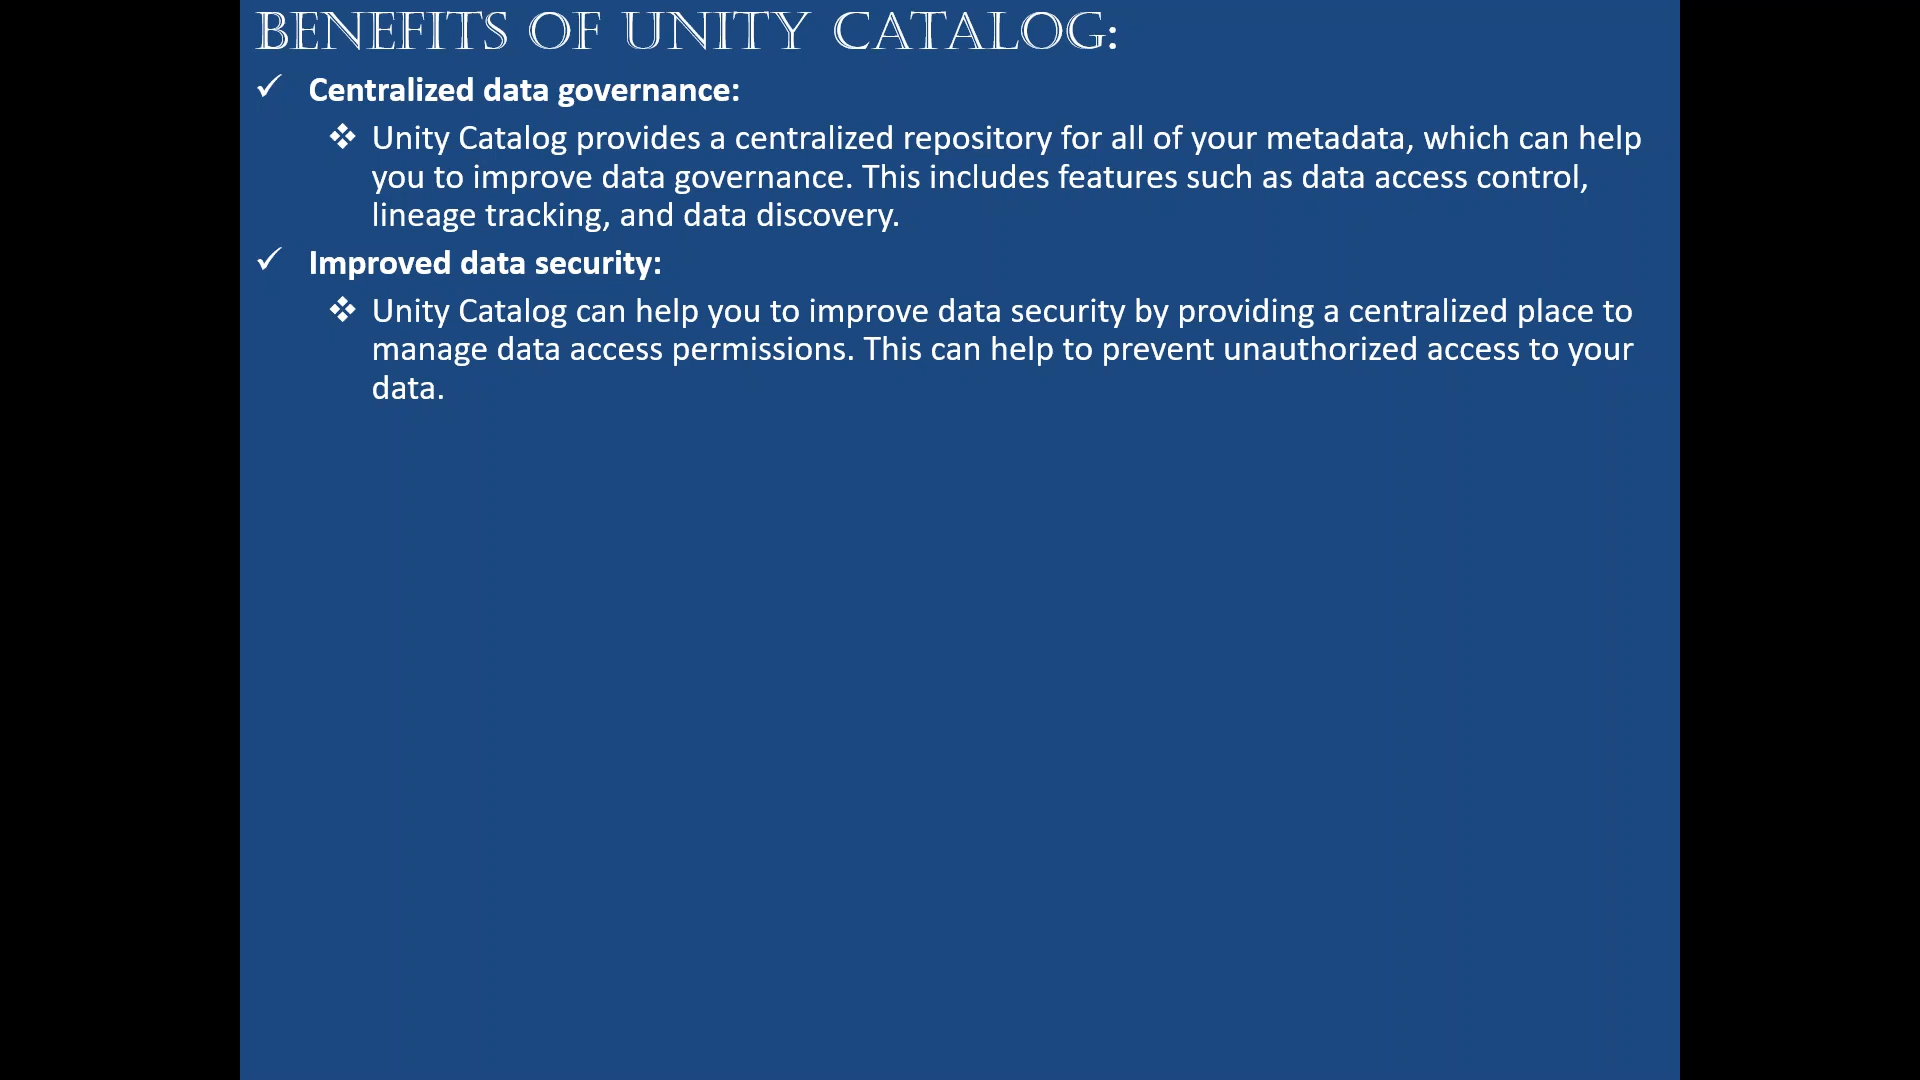 BENEFITS OF UNITY CATALOG:
✓ Centralized data governance:
❖ Unity Catalog provides a centralized repository for all of your metadata, which can help
you to improve data governance. This includes features such as data access control,
lineage tracking, and data discovery.
✓ Improved data security:
❖ Unity Catalog can help you to improve data security by providing a centralized place to
manage data access permissions. This can help to prevent unauthorized access to your
data.